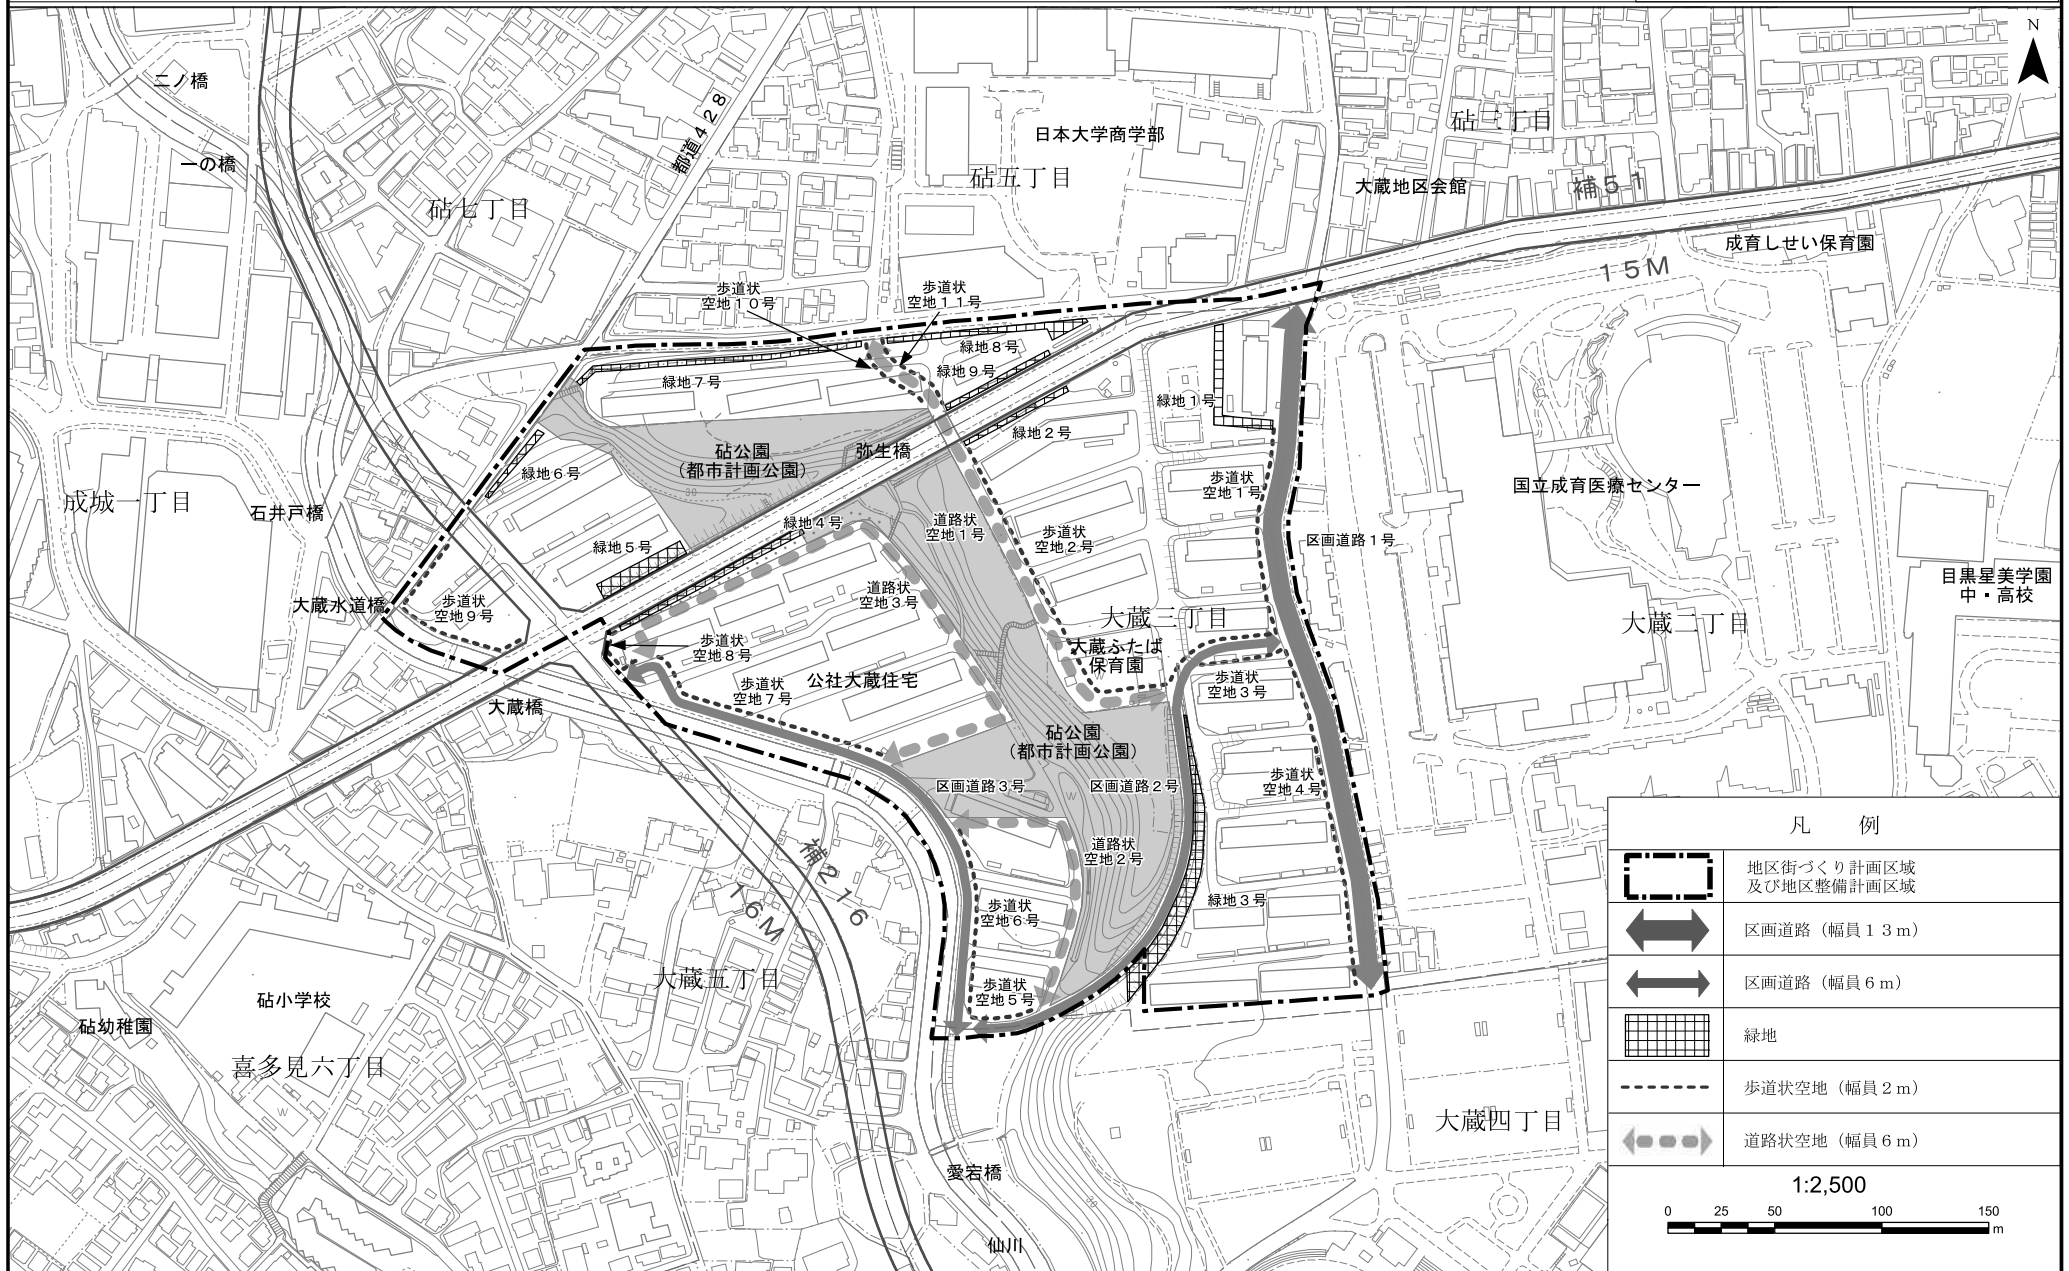 N
二ノ橋
一の橋
都道428
砧七丁目
日本大学商学部
砧五丁目
砧三丁目
大蔵地区会館
補51
成育しせい保育園
15M
歩道状
空地10号
歩道状
空地11号
緑地8号
緑地9号
緑地7号
緑地1号
緑地2号
砧公園
(都市計画公園)
弥生橋
緑地6号
歩道状
空地1号
国立成育医療センター
成城一丁目
石井戸橋
緑地4号
道路状
空地1号
歩道状
空地2号
区画道路1号
緑地5号
目黒星美学園
中・高校
道路状
空地3号
大蔵水道橋
歩道状
空地9号
大蔵三丁目
大蔵二丁目
歩道状
空地8号
大蔵ふたば
保育園
歩道状
空地7号
公社大蔵住宅
歩道状
空地3号
大蔵橋
砧公園
(都市計画公園)
区画道路3号
区画道路2号
歩道状
空地4号
30
30
30
補216
16M
道路状
空地2号
歩道状
空地6号
緑地3号
大蔵五丁目
歩道状
空地5号
砧小学校
砧幼稚園
喜多見六丁目
大蔵四丁目
愛宕橋
仙川
凡 例
地区街づくり計画区域
及び地区整備計画区域
区画道路(幅員13m)
区画道路(幅員6m)
緑地
歩道状空地(幅員2m)
道路状空地(幅員6m)
1:2,500
0 25 50 100 150
m